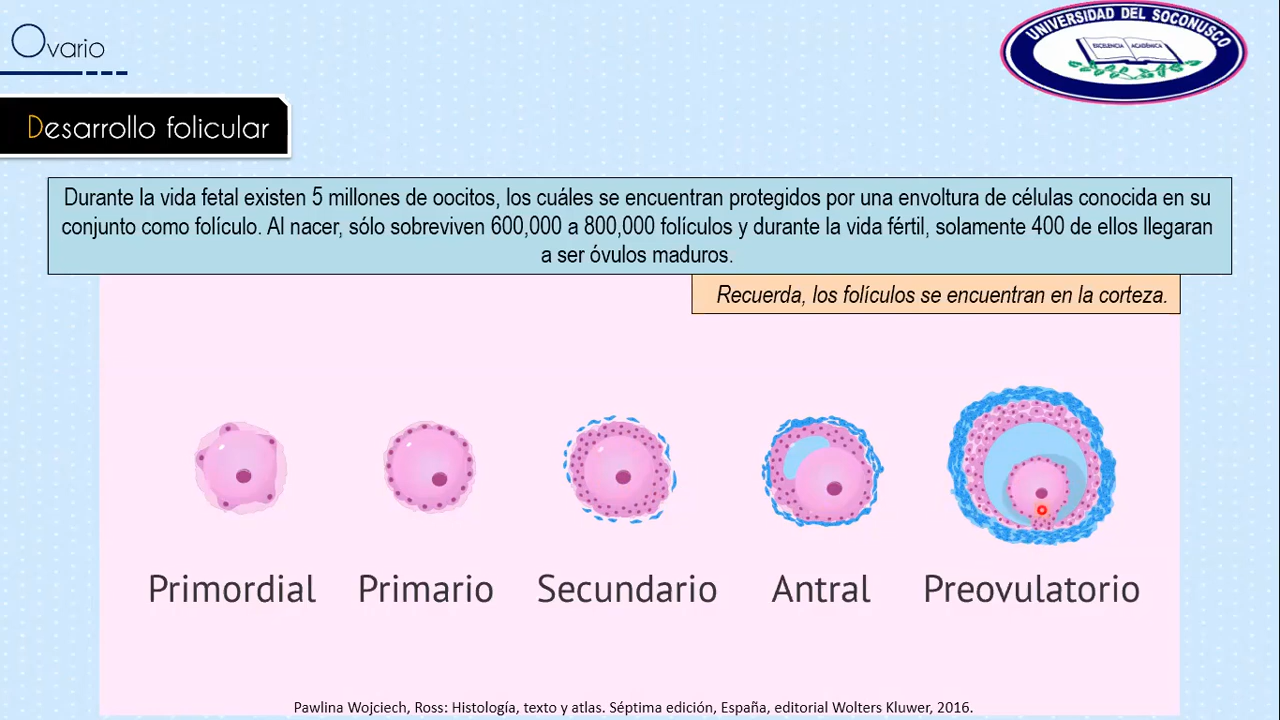 Ovario
UNIVERSIDAD DEL SOCONUSCO
EXCELENCIA ACADÉMICA
Desarrollo folicular
Durante la vida fetal existen 5 millones de oocitos, los cuáles se encuentran protegidos por una envoltura de células conocida en su
conjunto como folículo. Al nacer, sólo sobreviven 600,000 a 800,000 folículos y durante la vida fértil, solamente 400 de ellos llegaran
a ser óvulos maduros.
Recuerda, los folículos se encuentran en la corteza.
Primordial Primario Secundario Antral Preovulatorio
Pawlina Wojciech, Ross: Histología, texto y atlas. Séptima edición, España, editorial Wolters Kluwer, 2016.